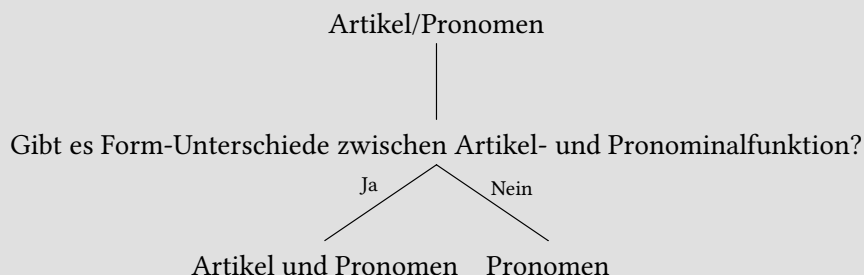 Artikel/Pronomen
Gibt es Form-Unterschiede zwischen Artikel- und Pronominalfunktion?
Ja
Nein
Artikel und Pronomen
Pronomen